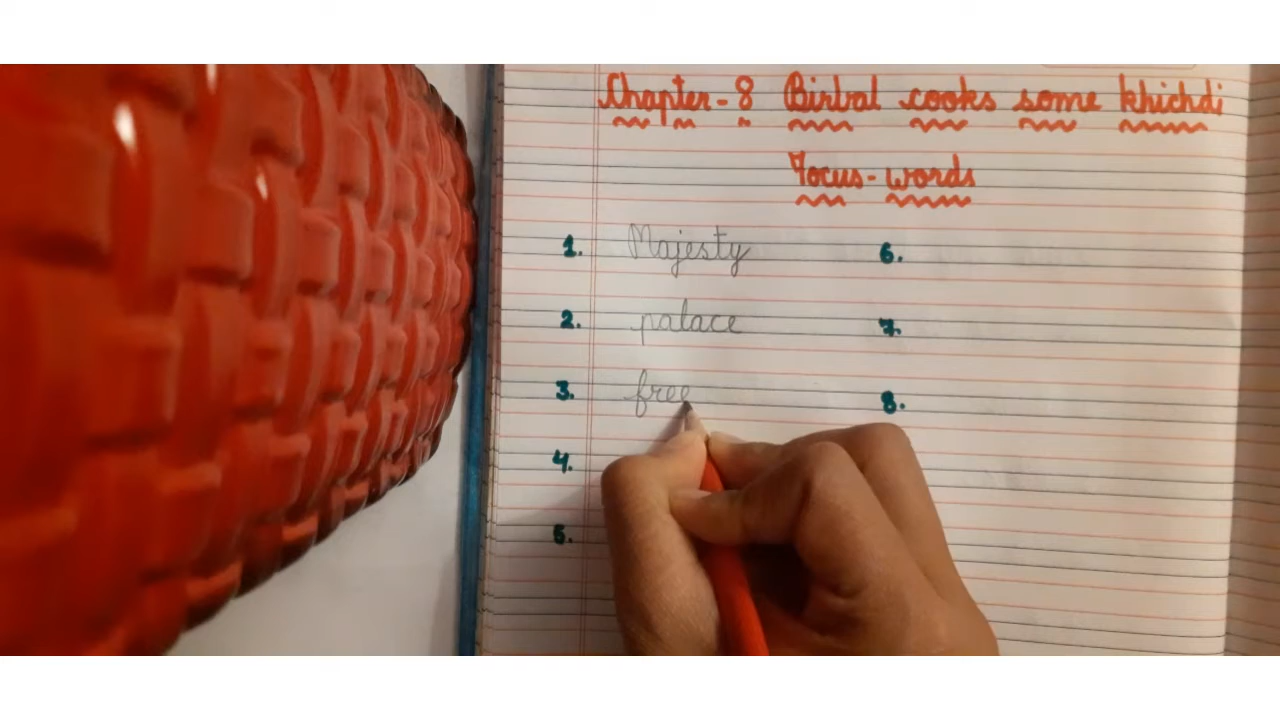 Chapter-8 Birbal cooks some khichdi
Focus-words
1. Majesty 6.
2. palace 7.
3. free 8.
4.
5.